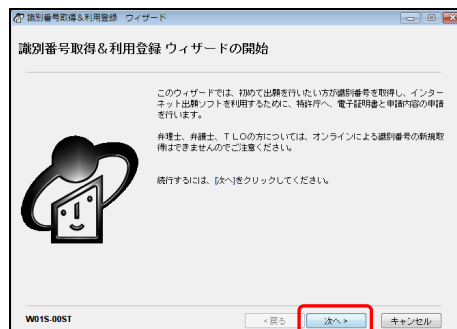 識別番号取得＆利用登録　ウィザード
識別番号取得＆利用登録 ウィザードの開始
このウィザードでは、初めて出願を行いたい方が識別番号を取得し、インター
ネット出願ソフトを利用するために、特許庁へ、電子証明書と申請内容の申請
を行います。
弁理士、弁護士、ＴＬＯの方については、オンラインによる識別番号の新規取
得はできませんのでご注意ください。
続行するには、[次へ]をクリックしてください。
W01S-00ST
<戻る
次へ>
キャンセル